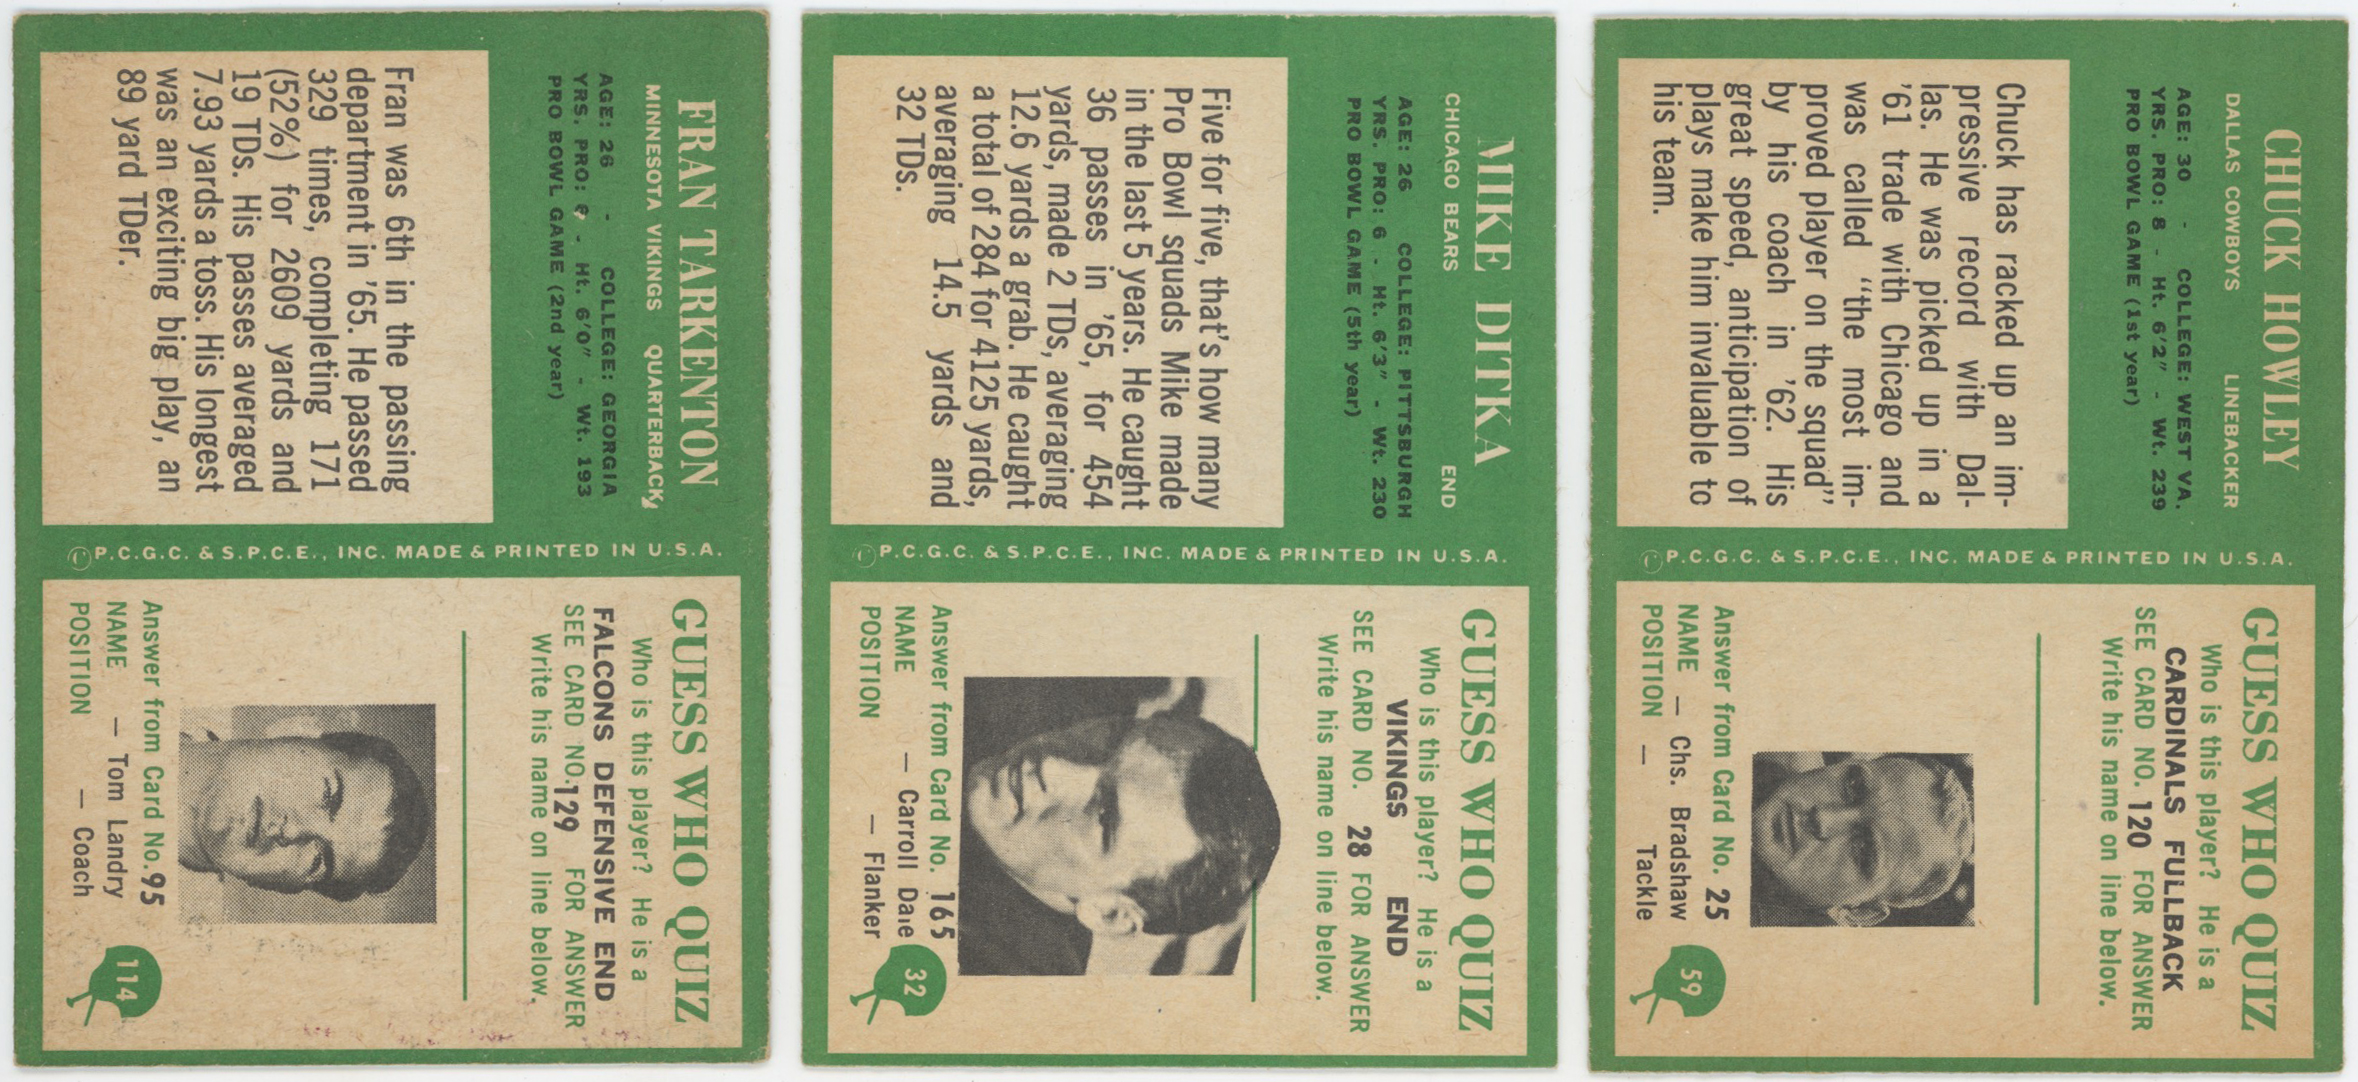 FRAN TARKENTON
MINNESOTA VIKINGS QUARTERBACK
AGE: 26 - COLLEGE: GEORGIA
YRS. PRO: - Ht. 6'0" - Wt. 193
PRO BOWL GAME (2nd year)
Fran was 6th in the passing
department in '65. He passed
329 times, completing 171
(52%) for 2609 yards and
19 TDs. His passes averaged
7.93 yards a toss. His longest
was an exciting big play, an
89 yard TDer.
© P.C.G.C. & S.P.C.E., INC. MADE & PRINTED IN U.S.A.
GUESS WHO QUIZ
Who is this player? He is a
FALCONS DEFENSIVE END
SEE CARD NO. 129 FOR ANSWER
Write his name on line below.
Answer from Card No. 95
NAME — Tom Landry
POSITION — Coach
114
MIKE DITKA
CHICAGO BEARS END
AGE: 26 COLLEGE: PITTSBURGH
YRS. PRO: 6 - Ht. 6'3" - Wt. 230
PRO BOWL GAME (5th year)
Five for five, that's how many
Pro Bowl squads Mike made
in the last 5 years. He caught
36 passes in '65, for 454
yards, made 2 TDs, averaging
12.6 yards a grab. He caught
a total of 284 for 4125 yards,
averaging 14.5 yards and
32 TDs.
© P.C.G.C. & S.P.C.E., INC. MADE & PRINTED IN U.S.A.
GUESS WHO QUIZ
Who is this player? He is a
VIKINGS END
SEE CARD NO. 28 FOR ANSWER
Write his name on line below.
Answer from Card No. 165
NAME — Carroll Dale
POSITION — Flanker
32
CHUCK HOWLEY
DALLAS COWBOYS LINEBACKER
AGE: 30 - COLLEGE: WEST VA.
YRS. PRO: 8 - Ht. 6'2" - Wt. 239
PRO BOWL GAME (1st year)
Chuck has racked up an im-
pressive record with Dal-
las. He was picked up in a
'61 trade with Chicago and
was called "the most im-
proved player on the squad"
by his coach in '62. His
great speed, anticipation of
plays make him invaluable to
his team.
© P.C.G.C. & S.P.C.E., INC. MADE & PRINTED IN U.S.A.
GUESS WHO QUIZ
Who is this player? He is a
CARDINALS FULLBACK
SEE CARD NO. 120 FOR ANSWER
Write his name on line below.
Answer from Card No. 25
NAME — Chs. Bradshaw
POSITION — Tackle
59